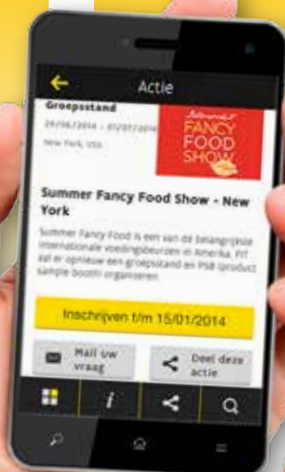 Actie
Groepsstand
29/06/2014 - 01/07/2014
New York, USA
Summer
FANCY
FOOD
SHOW
Summer Fancy Food Show - New
York
Summer Fancy Food is een van de belangrijkste
internationale voedingsbeurzen in Amerika. FIT
zal er opnieuw een groepsstand en PSB (product
sample booth) organiseren.
Inschrijven t/m 15/01/2014
Mail uw
vraag
Deel deze
actie